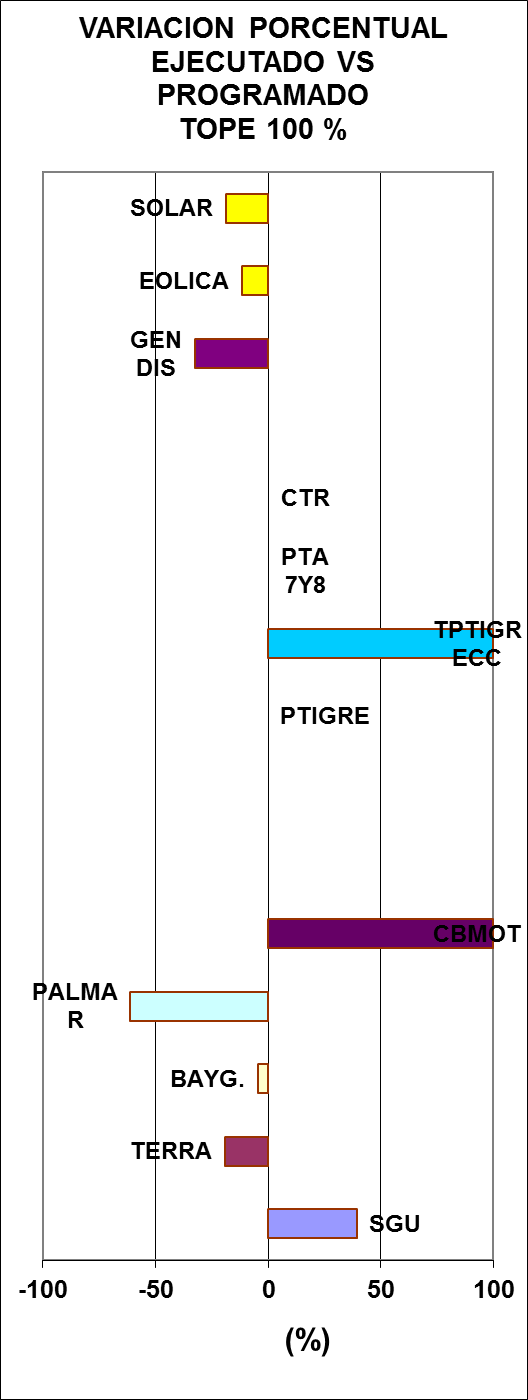 VARIACION PORCENTUAL
EJECUTADO VS
PROGRAMADO
TOPE 100 %
SOLAR
EOLICA
GEN
DIS
CTR
PTA
7Y8
TPTIGR
ECC
PTIGRE
CBMOT
PALMA
R
BAYG.
TERRA
SGU
-100 -50 0 50 100
(%)